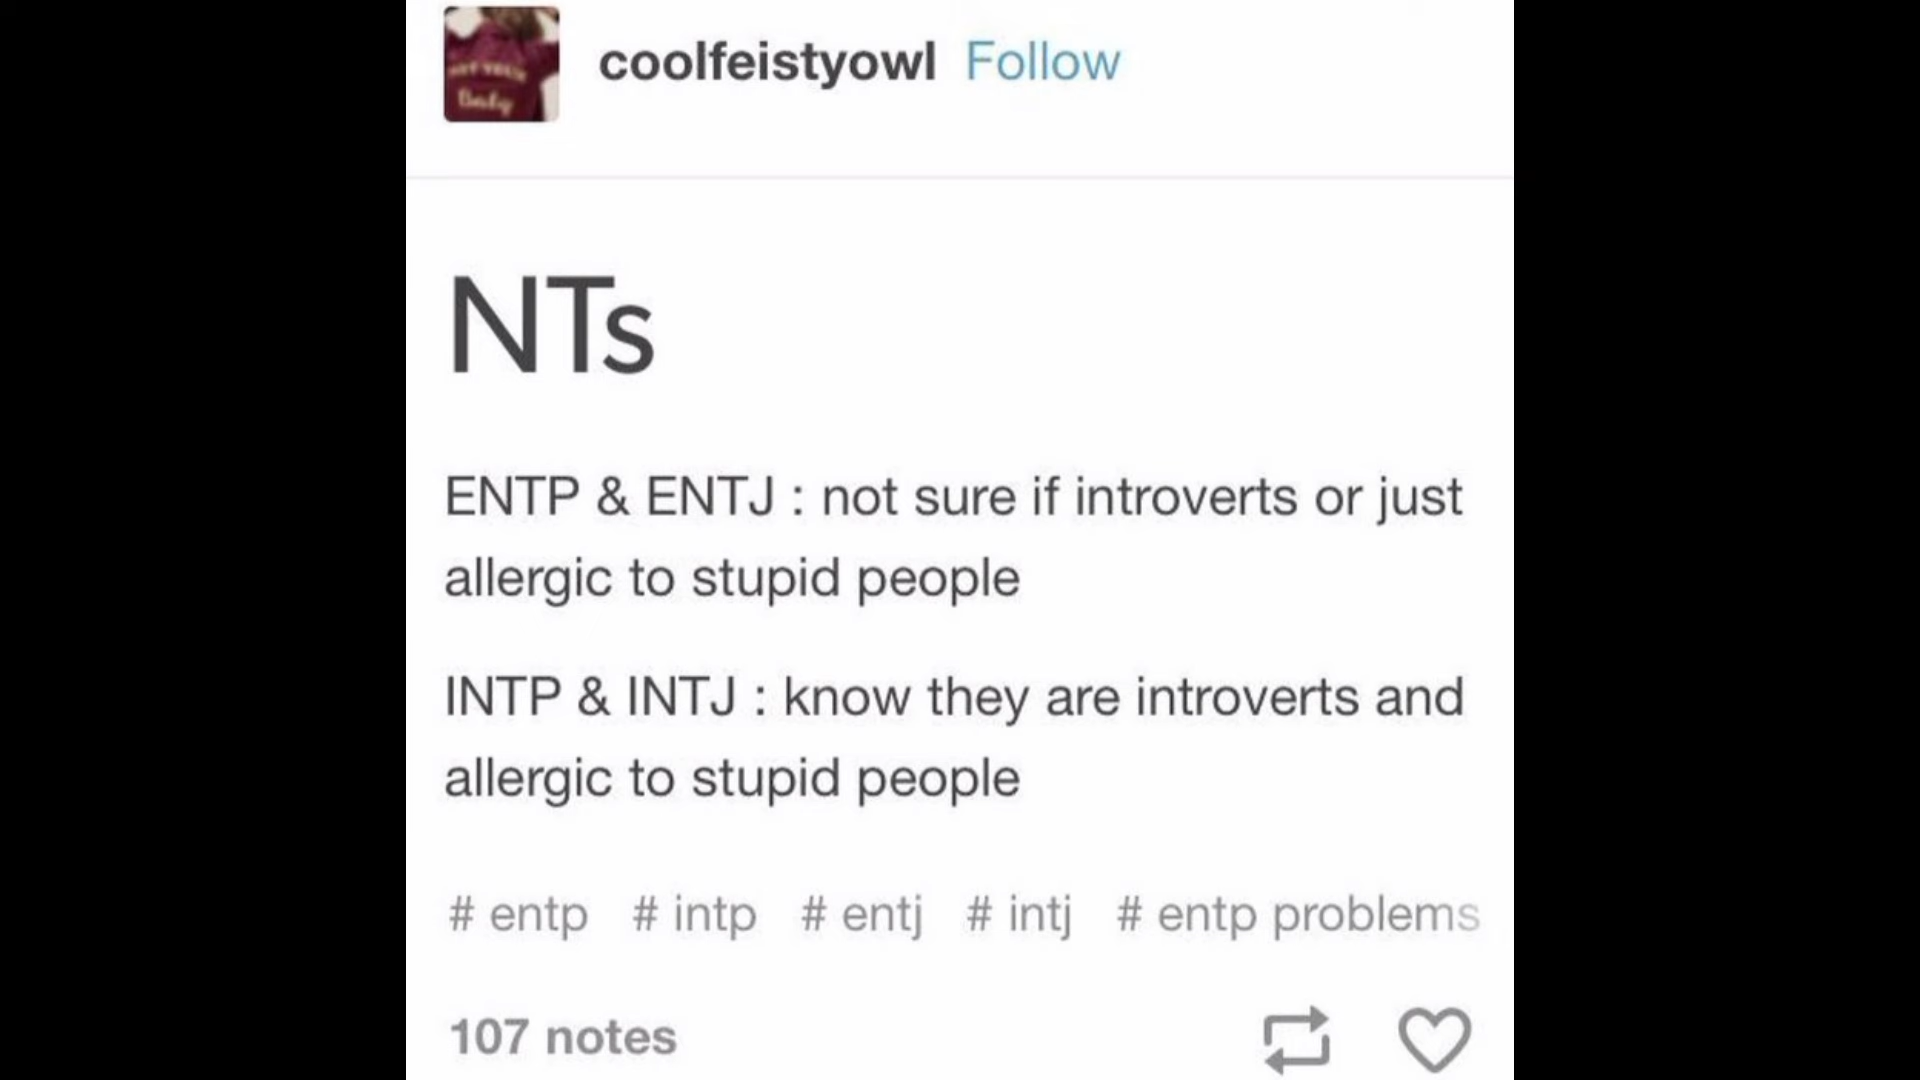 coolfeistyowl Follow
NTs
ENTP & ENTJ : not sure if introverts or just
allergic to stupid people
INTP & INTJ : know they are introverts and
allergic to stupid people
# entp # intp # entj # intj # entp problems
107 notes